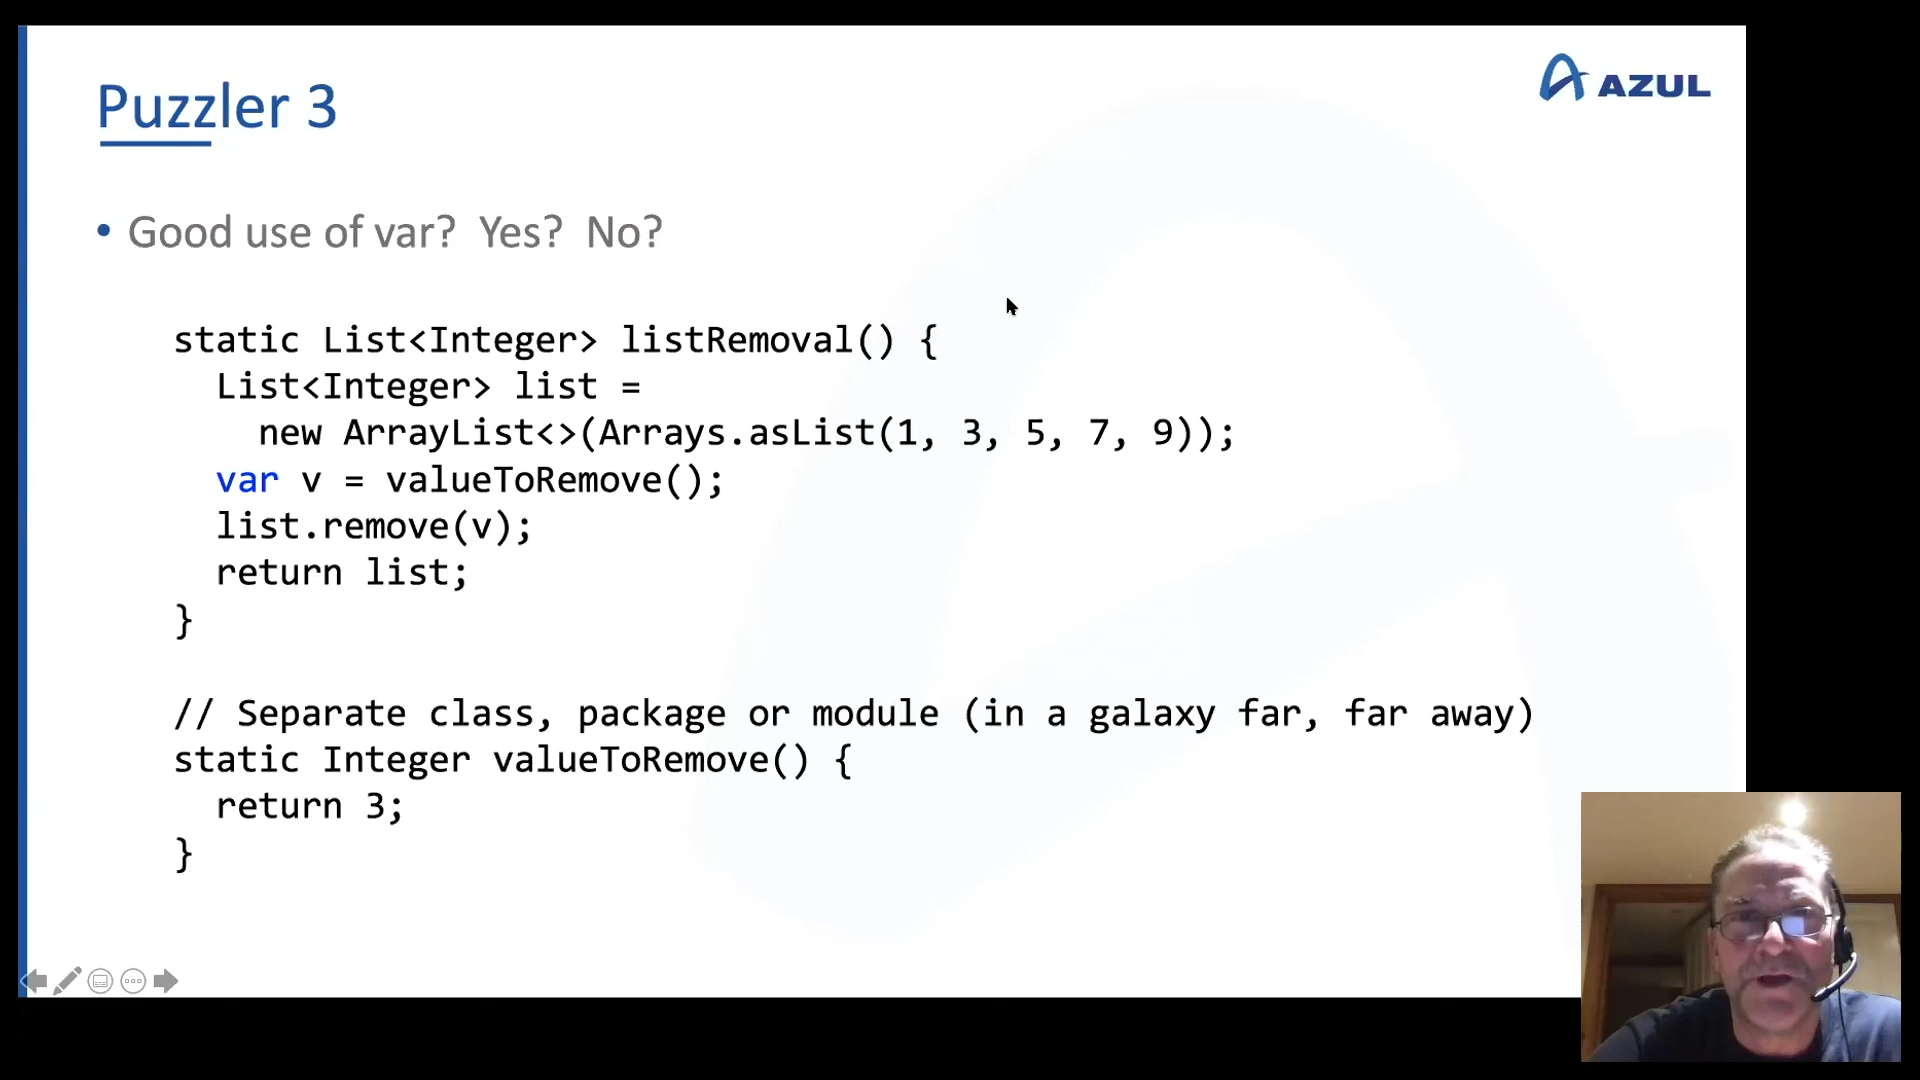 Puzzler 3
AZUL
• Good use of var? Yes? No?
static List<Integer> listRemoval() {
List<Integer> list =
new ArrayList<>(Arrays.asList(1, 3, 5, 7, 9));
var v = valueToRemove();
list.remove(v);
return list;
}
// Separate class, package or module (in a galaxy far, far away)
static Integer valueToRemove() {
return 3;
}